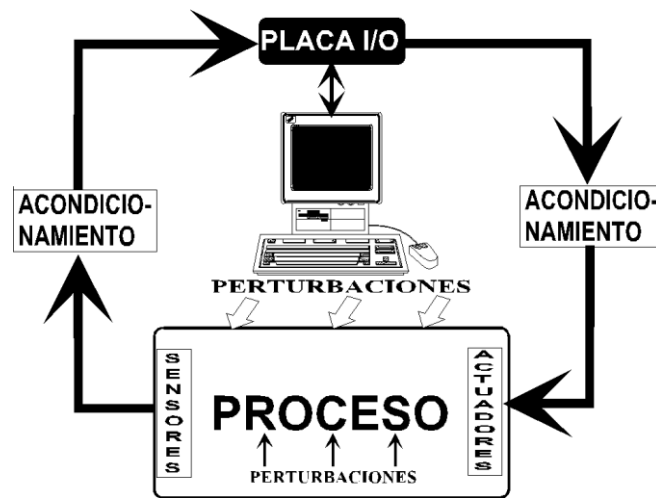 PLACA I/O
ACONDICIO-
NAMIENTO
ACONDICIO-
NAMIENTO
PERTURBACIONES
SENSORES
PROCESO
ACTUADORES
PERTURBACIONES